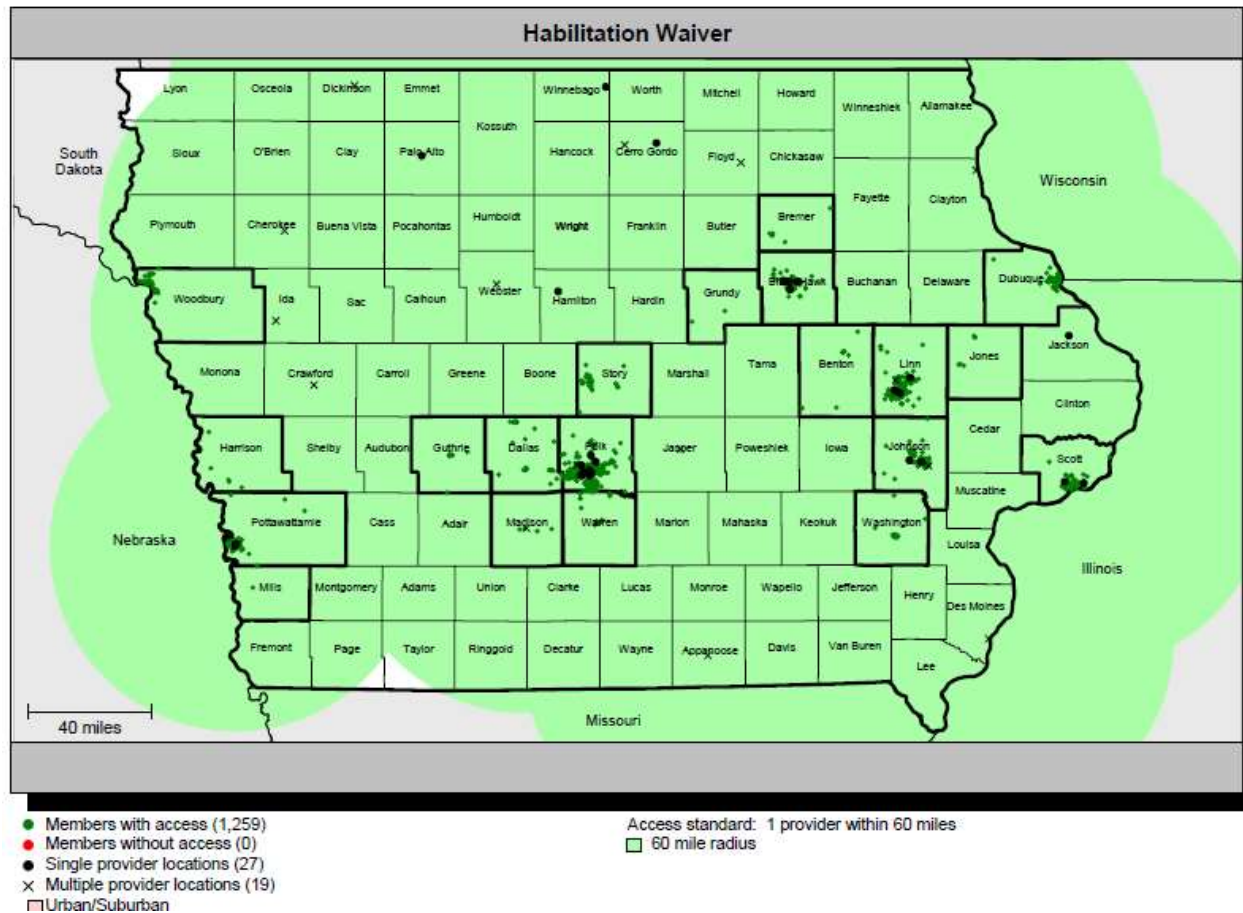 Habilitation Waiver
Lyon Osceola Dickinson Emmet Winnebago Worth Mitchell Howard Winneshiek Allamakee
Kossuth
South
Dakota
Sioux O'Brien Clay Palo Alto Hancock Cerro Gordo Floyd Chickasaw
Wisconsin
Fayette Clayton
Plymouth Cherokee Buena Vista Pocahontas Humboldt Wright Franklin Butler Bremer
Woodbury Ida Sac Calhoun Webster Hamilton Hardin Grundy Black Hawk Buchanan Delaware Dubuque
Jackson
Monona Crawford Carroll Greene Boone Story Marshall Tama Benton Linn Jones
Clinton
Harrison Shelby Audubon Guthrie Dallas Polk Jasper Poweshiek Iowa Johnson Cedar
Scott
Muscatine
Nebraska
Pottawattamie Cass Adair Madison Warren Marion Mahaska Keokuk Washington
Louisa
Illinois
Mills Montgomery Adams Union Clarke Lucas Monroe Wapello Jefferson Henry Des Moines
Fremont Page Taylor Ringgold Decatur Wayne Appanoose Davis Van Buren Lee
40 miles
Missouri
Members with access (1,259)
Members without access (0)
Single provider locations (27)
Multiple provider locations (19)
Urban/Suburban
Access standard: 1 provider within 60 miles
60 mile radius